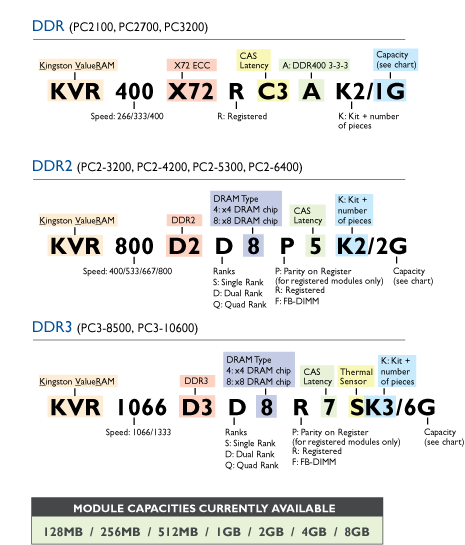 DDR (PC2100, PC2700, PC3200)
Kingston ValueRAM
X72 ECC
CAS
Latency
A: DDR400 3-3-3
Capacity
(see chart)
KVR 400 X72 R C3 A K2/1G
Speed: 266/333/400
R: Registered
K: Kit + number
of pieces
DDR2 (PC2-3200, PC2-4200, PC2-5300, PC2-6400)
Kingston ValueRAM
DDR2
DRAM Type
4: x4 DRAM chip
8: x8 DRAM chip
CAS
Latency
K: Kit +
number
of pieces
KVR 800 D2 D 8 P 5 K2/2G
Speed: 400/533/667/800
Ranks
S: Single Rank
D: Dual Rank
Q: Quad Rank
P: Parity on Register
(for registered modules only)
R: Registered
F: FB-DIMM
Capacity
(see chart)
DDR3 (PC3-8500, PC3-10600)
Kingston ValueRAM
DDR3
DRAM Type
4: x4 DRAM chip
8: x8 DRAM chip
CAS
Latency
Thermal
Sensor
K: Kit +
number
of pieces
KVR 1066 D3 D 8 R 7 SK3/6G
Speed: 1066/1333
Ranks
S: Single Rank
D: Dual Rank
Q: Quad Rank
P: Parity on Register
(for registered modules only)
R: Registered
F: FB-DIMM
Capacity
(see chart)
MODULE CAPACITIES CURRENTLY AVAILABLE
128MB / 256MB / 512MB / 1GB / 2GB / 4GB / 8GB